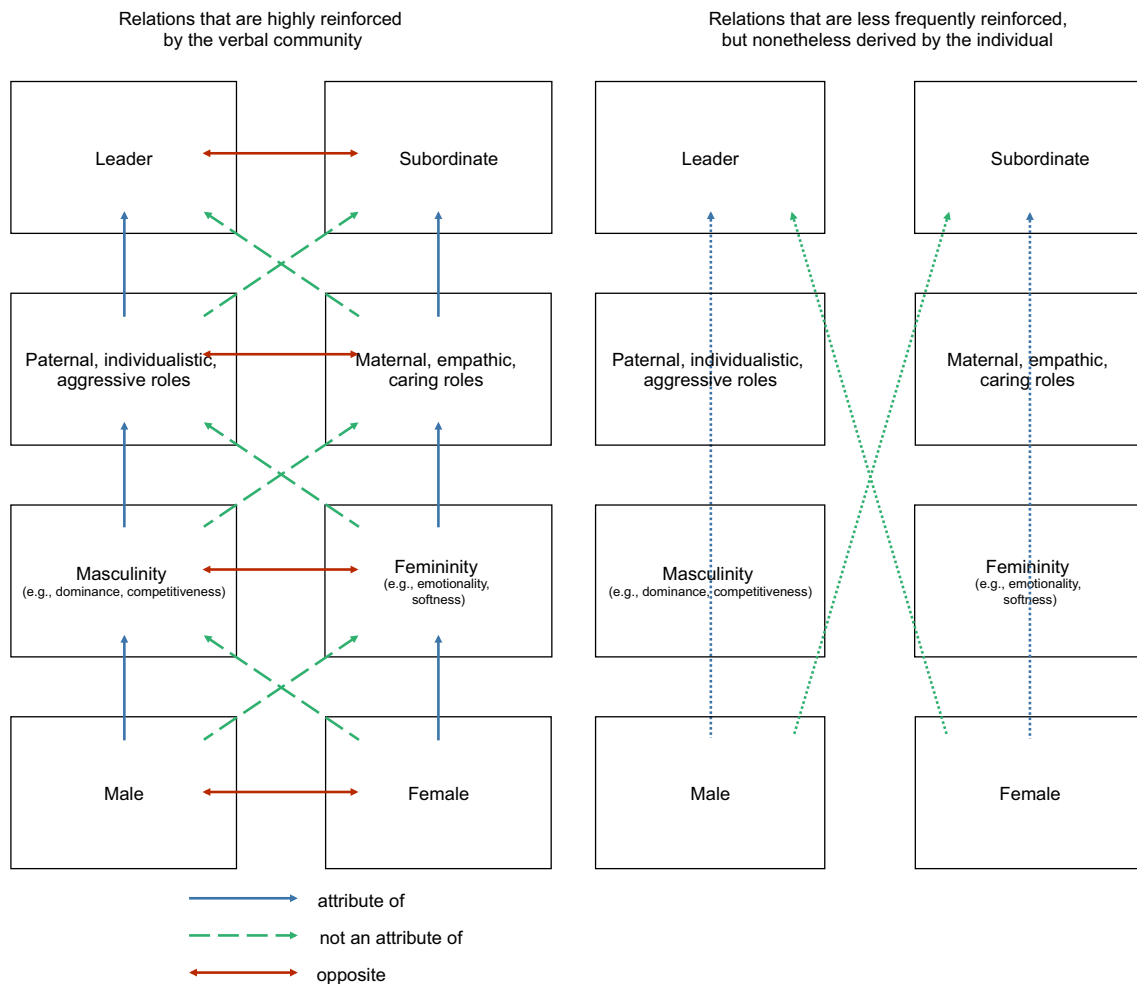 Relations that are highly reinforced
by the verbal community
Relations that are less frequently reinforced,
but nonetheless derived by the individual
Leader
Subordinate
Leader
Subordinate
Paternal, individualistic,
aggressive roles
Maternal, empathic,
caring roles
Paternal, individualistic,
aggressive roles
Maternal, empathic,
caring roles
Masculinity
(e.g., dominance, competitiveness)
Femininity
(e.g., emotionality,
softness)
Masculinity
(e.g., dominance, competitiveness)
Femininity
(e.g., emotionality,
softness)
Male
Female
Male
Female
attribute of
not an attribute of
opposite